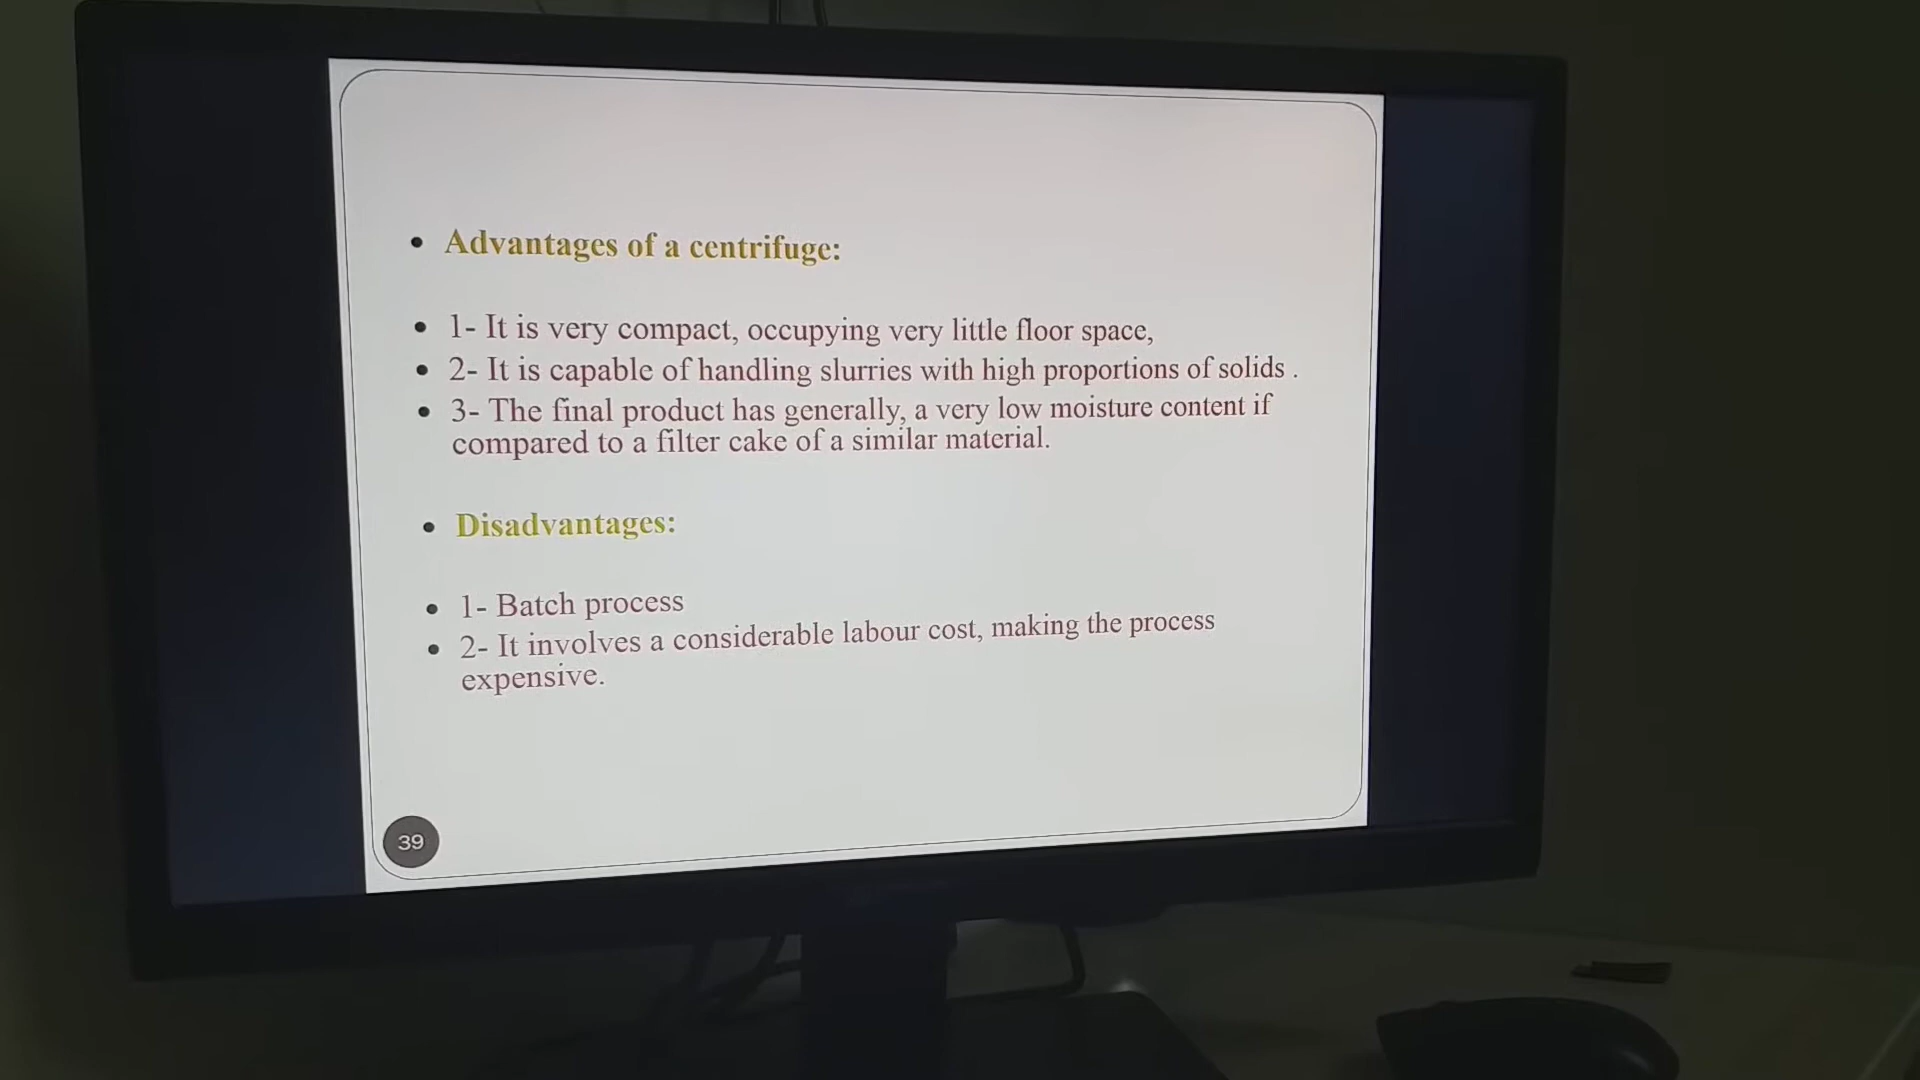 • Advantages of a centrifuge:
• 1- It is very compact, occupying very little floor space,
• 2- It is capable of handling slurries with high proportions of solids .
• 3- The final product has generally, a very low moisture content if
compared to a filter cake of a similar material.
• Disadvantages:
• 1- Batch process
• 2- It involves a considerable labour cost, making the process
expensive.
39